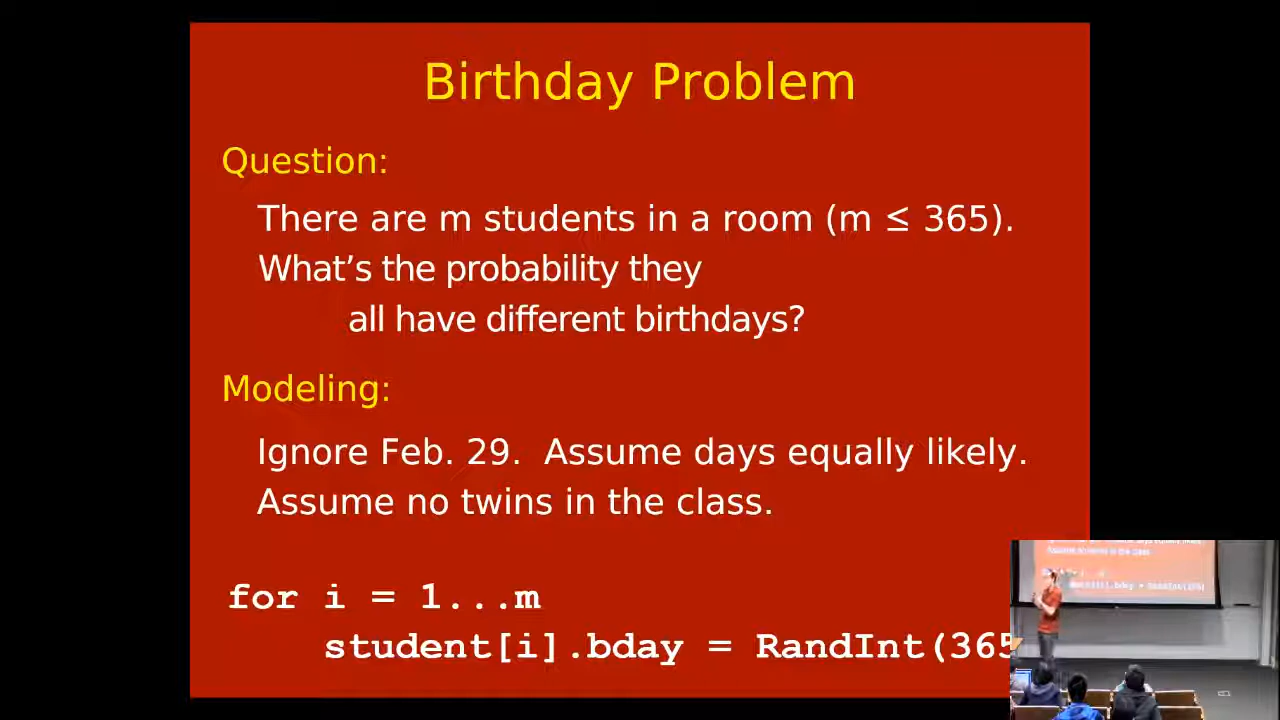 Birthday Problem
Question:
There are m students in a room (m ≤ 365).
What’s the probability they
all have different birthdays?
Modeling:
Ignore Feb. 29.  Assume days equally likely.
Assume no twins in the class.
for i = 1...m
student[i].bday = RandInt(365